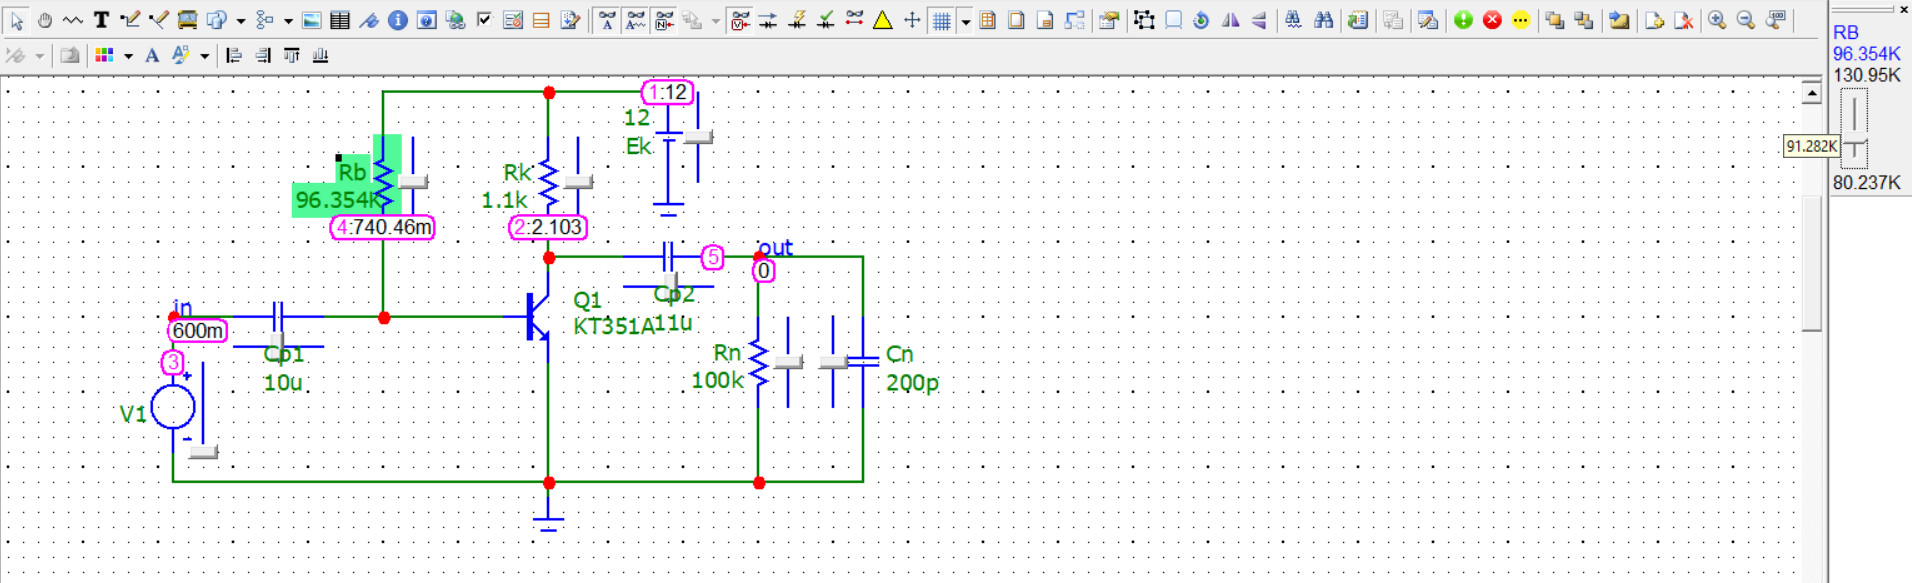 RB
96.354K
130.95K
91.282K
80.237K
1:12
12
Ek
Rb
96.354K
Rk
1.1k
4:740.46m
2:2.103
5
out
0
Cp2
11u
in
600m
3
Cp1
10u
Q1
KT351A
Rn
100k
Cn
200p
V1
+
-